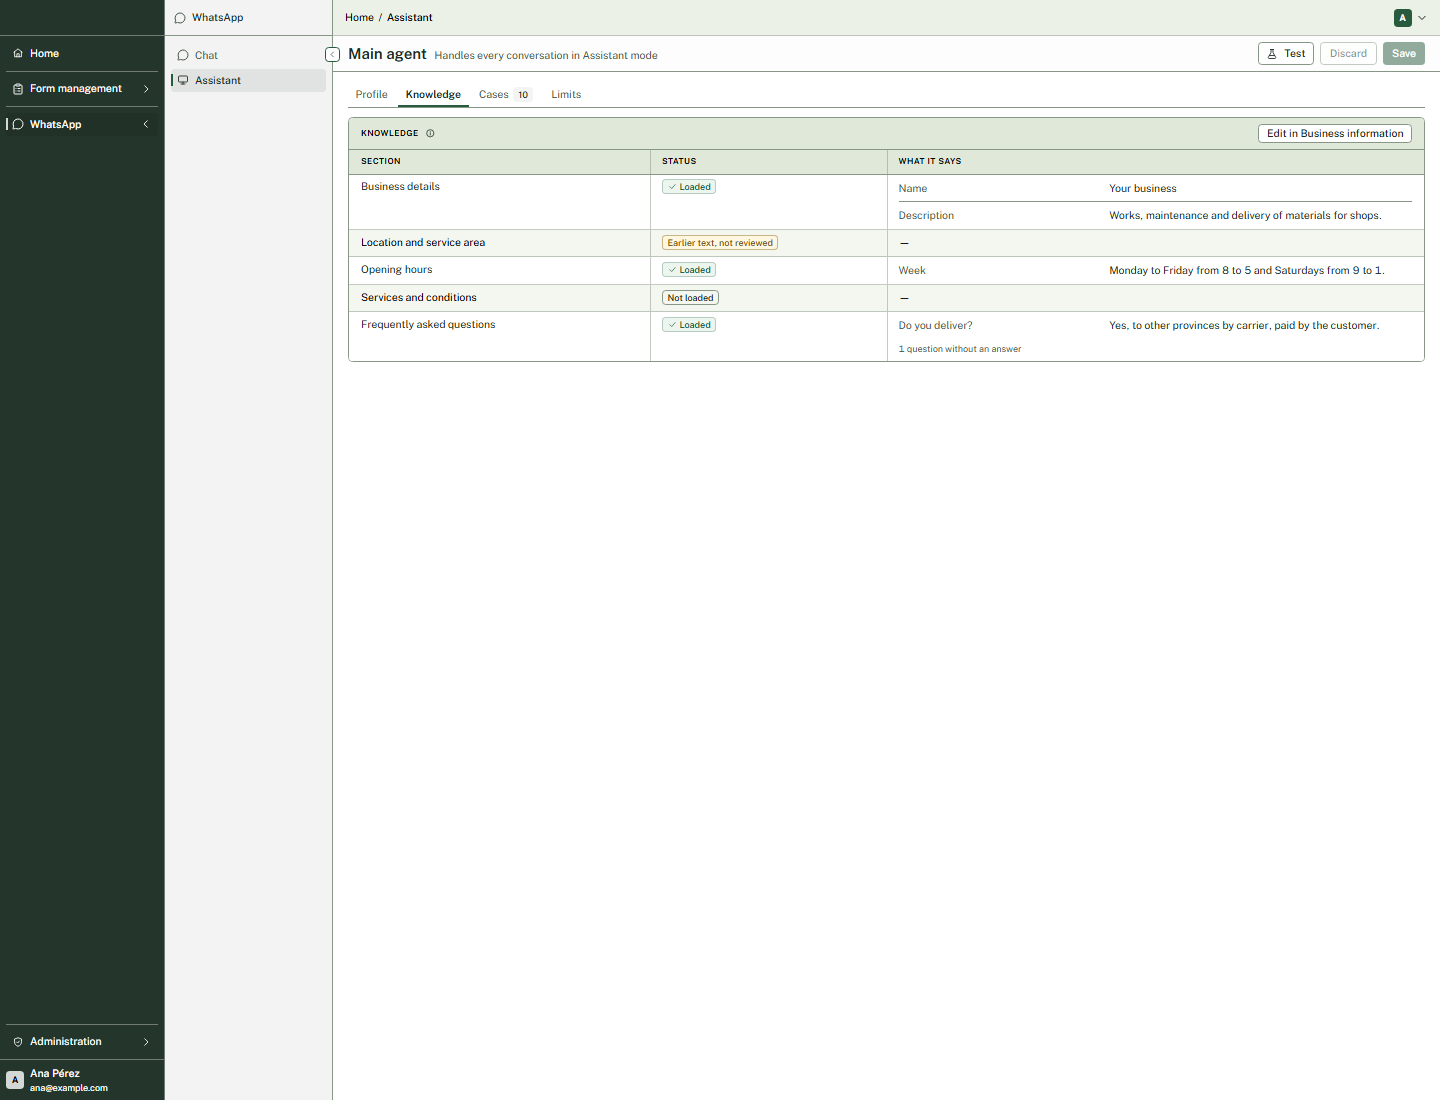 WhatsApp
Home / Assistant
A
Home
Form management
WhatsApp
Chat
Assistant
Main agent Handles every conversation in Assistant mode
Test Discard Save
Profile Knowledge Cases 10 Limits
KNOWLEDGE Edit in Business information
SECTION STATUS WHAT IT SAYS
Business details Loaded Name Your business
Description Works, maintenance and delivery of materials for shops.
Location and service area Earlier text, not reviewed —
Opening hours Loaded Week Monday to Friday from 8 to 5 and Saturdays from 9 to 1.
Services and conditions Not loaded —
Frequently asked questions Loaded Do you deliver? Yes, to other provinces by carrier, paid by the customer.
1 question without an answer
Administration
A Ana Pérez
ana@example.com